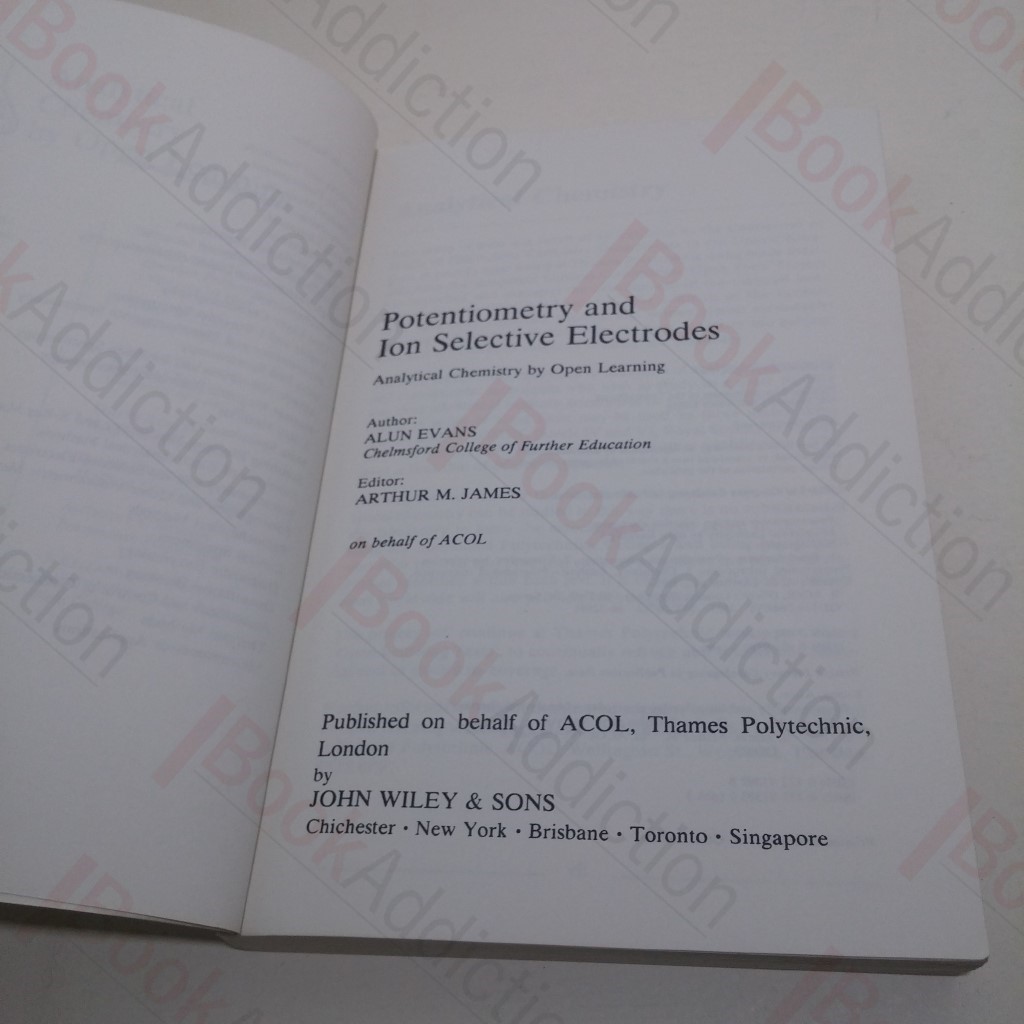 Potentiometry and
Ion Selective Electrodes
Analytical Chemistry by Open Learning
Author:
ALUN EVANS
Chelmsford College of Further Education
Editor:
ARTHUR M. JAMES
on behalf of ACOL
Published on behalf of ACOL, Thames Polytechnic,
London
by
JOHN WILEY & SONS
Chichester · New York · Brisbane · Toronto · Singapore
BookAddiction